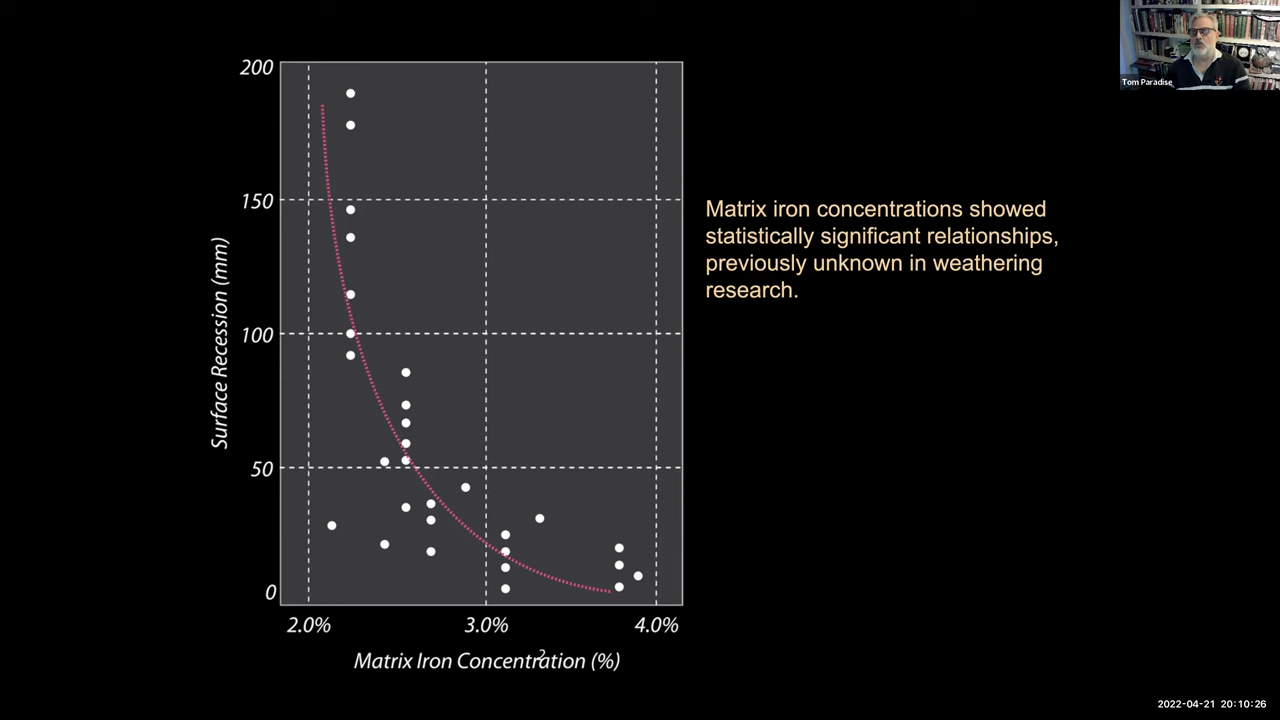 Tom Paradise
200
150
100
50
0
Surface Recession (mm)
2.0% 3.0% 4.0%
Matrix Iron Concentration (%)
2
Matrix iron concentrations showed
statistically significant relationships,
previously unknown in weathering
research.
2022-04-21 20:10:26